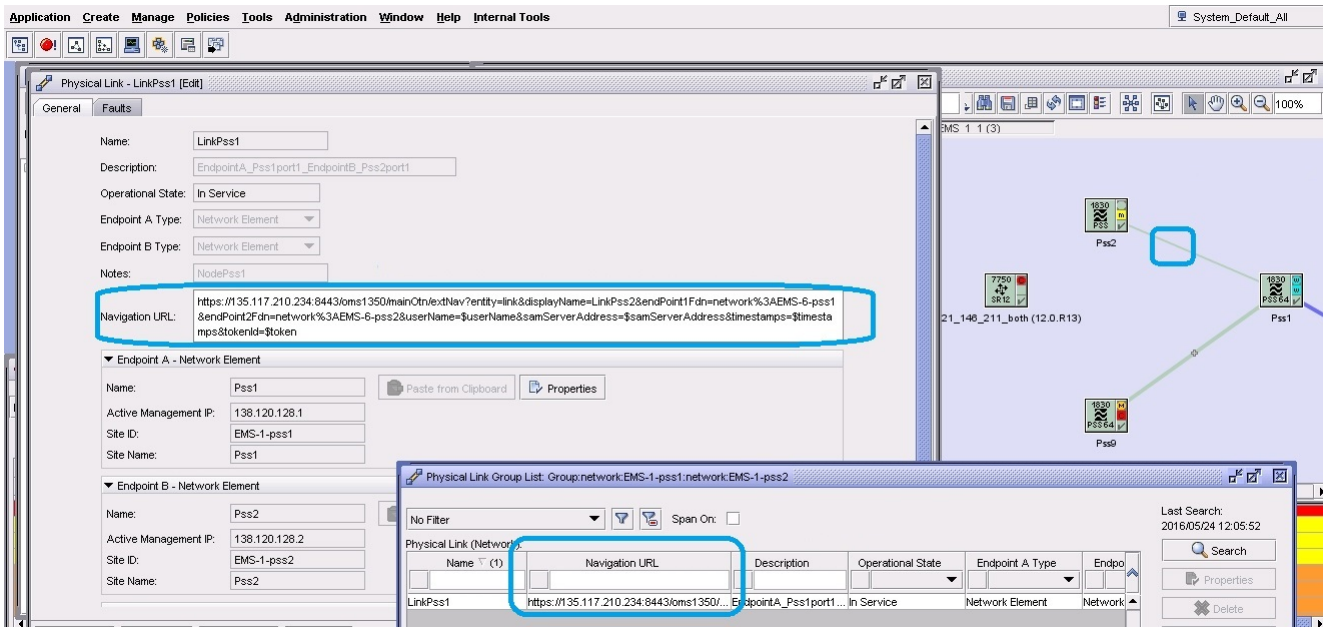 Application Create Manage Policies Tools Administration Window Help Internal Tools
System_Default_All
Physical Link - LinkPss1 [Edit]
General Faults
Name: LinkPss1
Description: EndpointA_Pss1port1_EndpointB_Pss2port1
Operational State: In Service
Endpoint A Type: Network Element
Endpoint B Type: Network Element
Notes: NodePss1
Navigation URL: https://135.117.210.234:8443/oms1350/mainOtn/extNav?entity=link&displayName=LinkPss2&endPoint1Fdn=network%3AEMS-6-pss1
&endPoint2Fdn=network%3AEMS-6-pss2&userName=$userName&samServerAddress=$samServerAddress&timestamps=$timesta
mps&tokenId=$token
Endpoint A - Network Element
Name: Pss1 Paste from Clipboard Properties
Active Management IP: 138.120.128.1
Site ID: EMS-1-pss1
Site Name: Pss1
Endpoint B - Network Element
Name: Pss2
Active Management IP: 138.120.128.2
Site ID: EMS-1-pss2
Site Name: Pss2
100%
EMS 1 1 (3)
1830
PSS
m
Pss2
7750
SR12
21_146_211_both (12.0.R13)
1830
PSS64
w
w
Pss1
1830
PSS64
M
Pss9
Physical Link Group List: Group:network:EMS-1-pss1:network:EMS-1-pss2
No Filter Span On:
Physical Link (Network):
Name (1) Navigation URL Description Operational State Endpoint A Type Endpo
LinkPss1 https://135.117.210.234:8443/oms1350/... EndpointA_Pss1port1... In Service Network Element Network
Last Search:
2016/05/24 12:05:52
Search
Properties
Delete